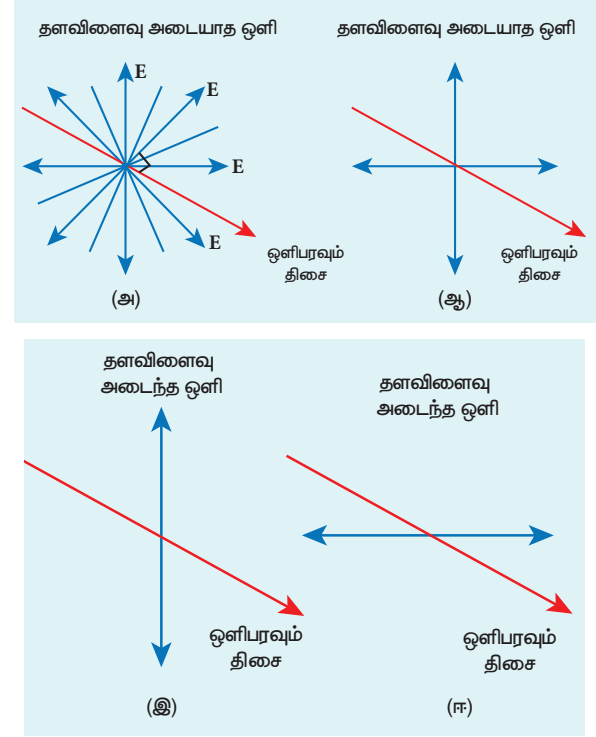 தளவிளைவு அடையாத ஒளி
E
E
E
E
ஒளிபரவும்
திசை
(அ)
தளவிளைவு அடையாத ஒளி
ஒளிபரவும்
திசை
(ஆ)
தளவிளைவு
அடைந்த ஒளி
ஒளிபரவும்
திசை
(இ)
தளவிளைவு
அடைந்த ஒளி
ஒளிபரவும்
திசை
(ஈ)